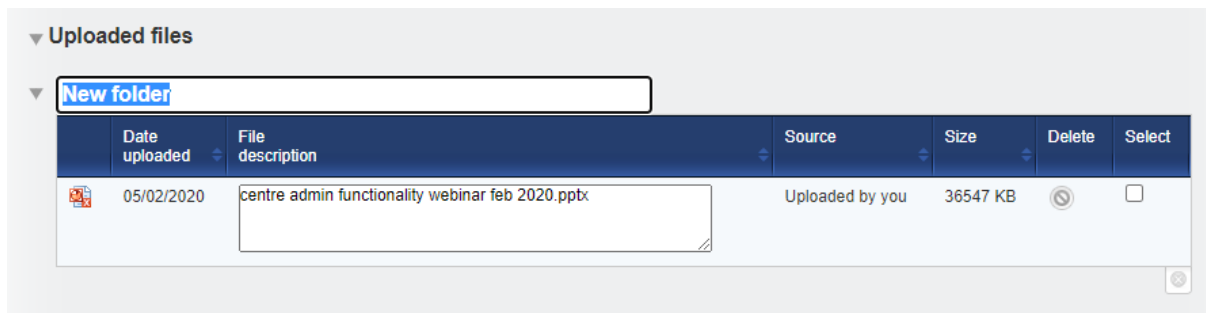 Uploaded files
New folder
Date uploaded File description Source Size Delete Select
05/02/2020 centre admin functionality webinar feb 2020.pptx Uploaded by you 36547 KB